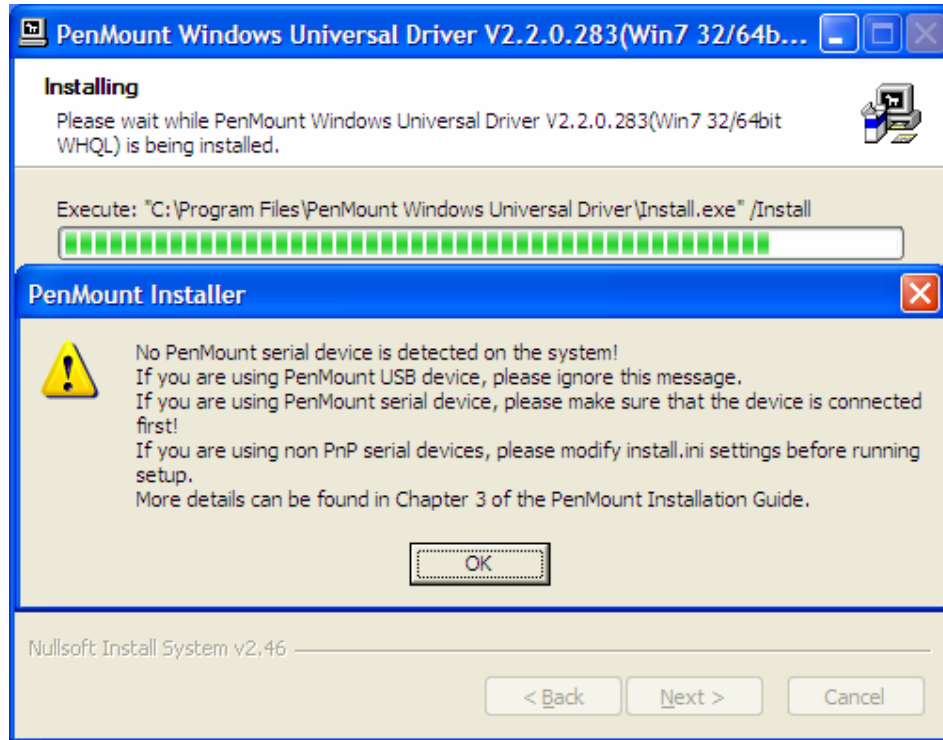 PenMount Windows Universal Driver V2.2.0.283(Win7 32/64b...
Installing
Please wait while PenMount Windows Universal Driver V2.2.0.283(Win7 32/64bit
WHQL) is being installed.
Execute: "C:\Program Files\PenMount Windows Universal Driver\Install.exe" /Install
PenMount Installer
No PenMount serial device is detected on the system!
If you are using PenMount USB device, please ignore this message.
If you are using PenMount serial device, please make sure that the device is connected
first!
If you are using non PnP serial devices, please modify install.ini settings before running
setup.
More details can be found in Chapter 3 of the PenMount Installation Guide.
OK
Nullsoft Install System v2.46
< Back
Next >
Cancel